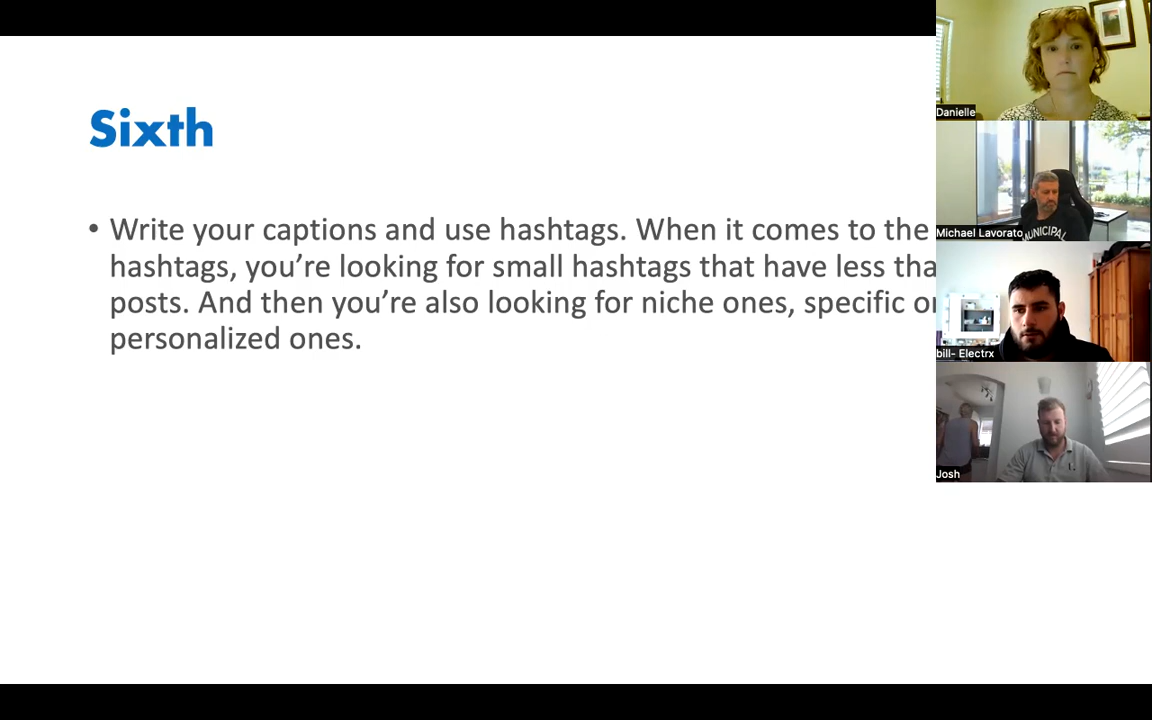 Sixth
• Write your captions and use hashtags. When it comes to the
hashtags, you’re looking for small hashtags that have less
posts. And then you’re also looking for niche ones, specific
personalized ones.
Danielle
Michael Lavorato
MUNICIPAL
bill- Electrx
Josh